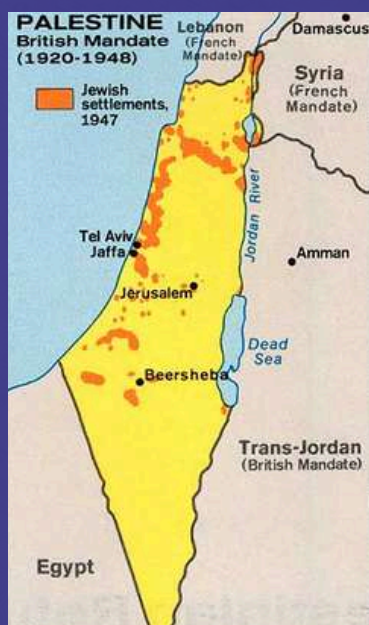 PALESTINE
British Mandate
(1920-1948)
Jewish
settlements,
1947
Lebanon
(French
Mandate)
Damascus
Syria
(French
Mandate)
Tel Aviv
Jaffa
Jordan River
Amman
Jerusalem
Dead
Sea
Beersheba
Trans-Jordan
(British Mandate)
Egypt